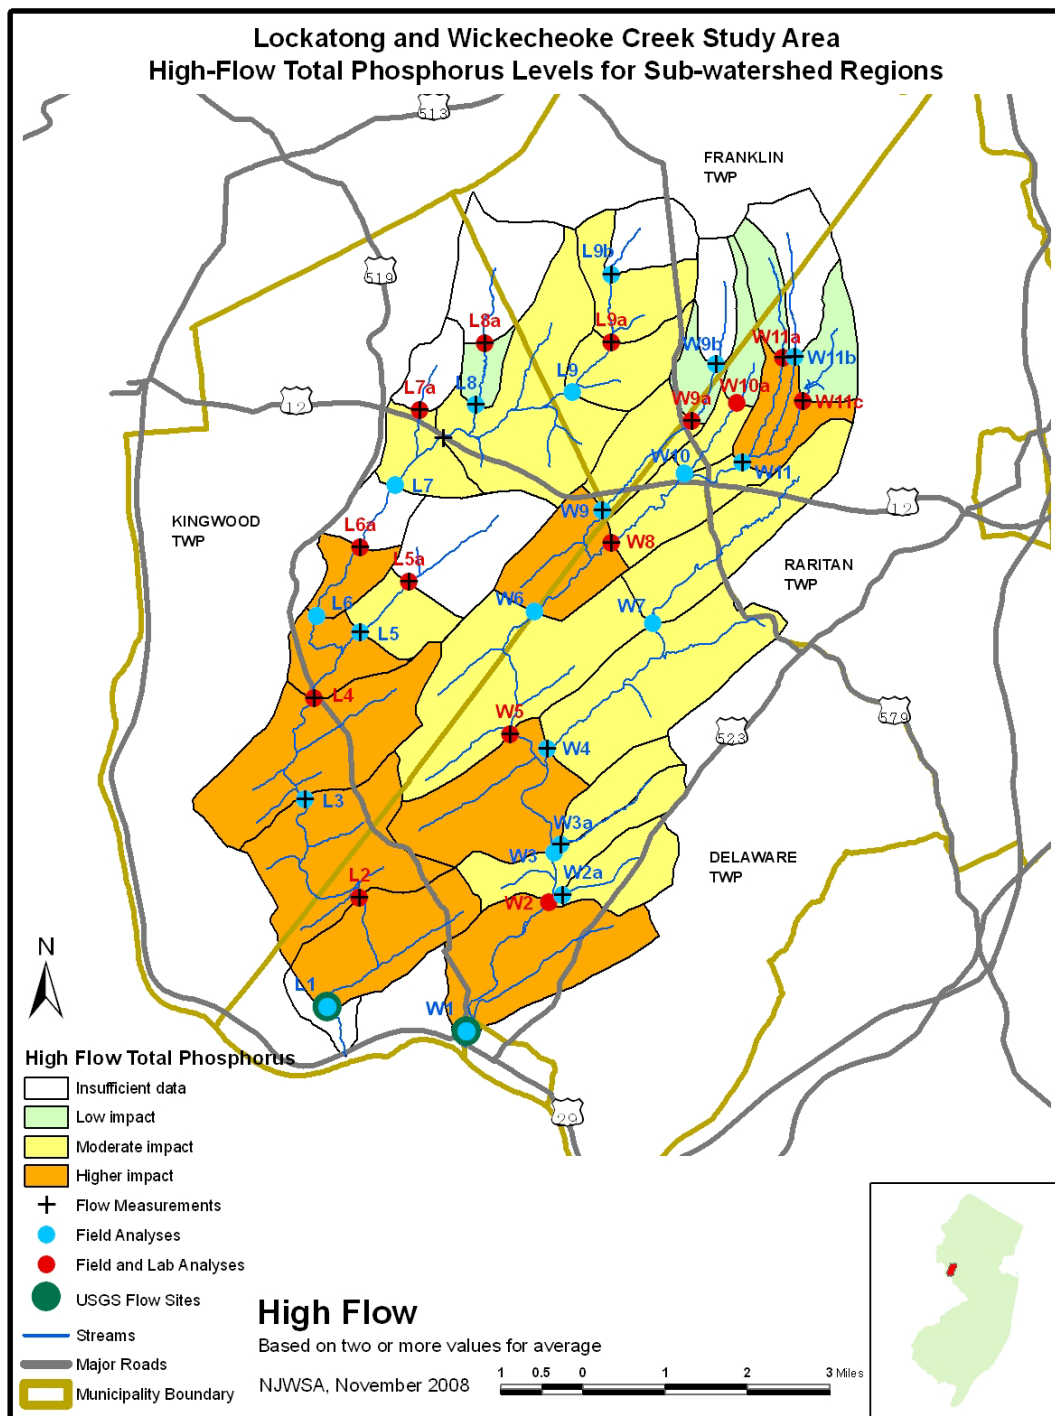 Lockatong and Wickecheoke Creek Study Area
High-Flow Total Phosphorus Levels for Sub-watershed Regions
513
FRANKLIN
TWP
519
L9b
L8a
L9a
W9b
W11a
W11b
L7a
L8
L9
W10a
W11c
12
W9a
W10
W11
L7
KINGWOOD
TWP
W9
12
L6a
W8
L5a
RARITAN
TWP
L6
L5
W6
W7
L4
W5
W4
579
523
L3
W3a
W3
DELAWARE
TWP
L2
W2a
W2
N
L1
W1
29
High Flow Total Phosphorus
Insufficient data
Low impact
Moderate impact
Higher impact
Flow Measurements
Field Analyses
Field and Lab Analyses
USGS Flow Sites
Streams
Major Roads
Municipality Boundary
High Flow
Based on two or more values for average
NJWSA, November 2008
1 0.5 0 1 2 3 Miles